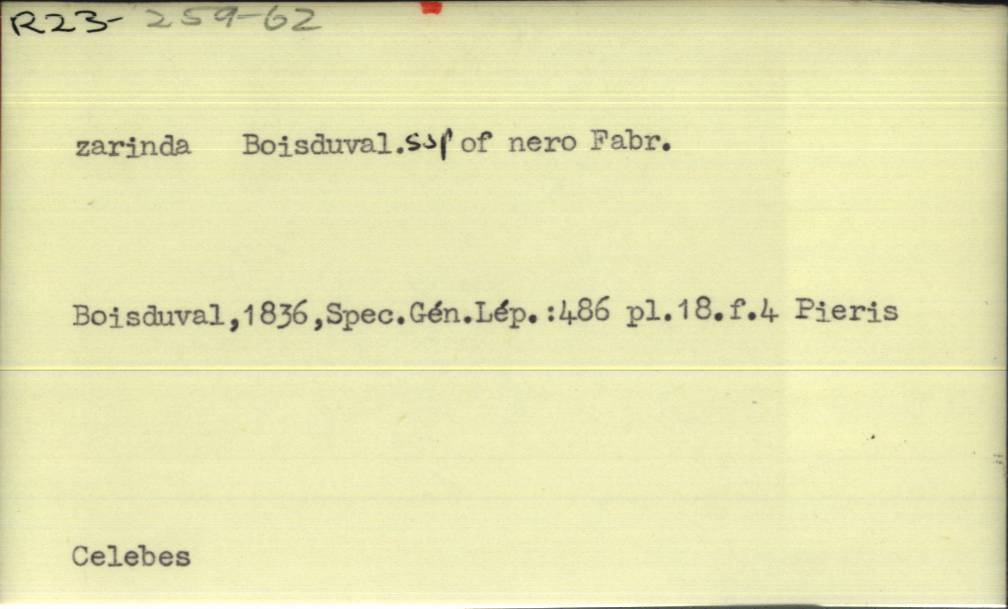 R23- 259-62
zarinda Boisduval.ssp of nero Fabr.
Boisduval,1836,Spec.Gén.Lép.:486 pl.18.f.4 Pieris
Celebes